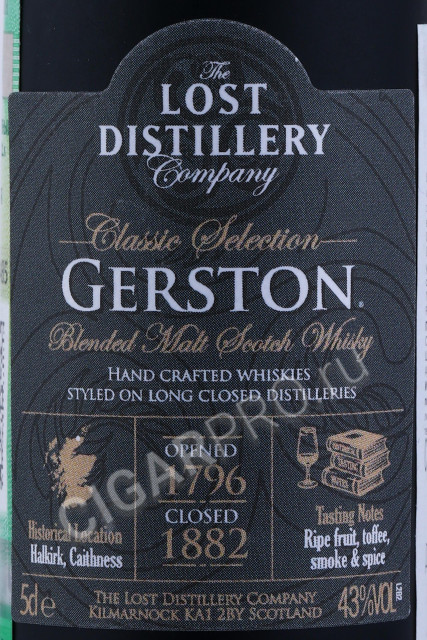 The
LOST
DISTILLERY
Company
Classic Selection
GERSTON.
Blended Malt Scotch Whisky
HAND CRAFTED WHISKIES
STYLED ON LONG CLOSED DISTILLERIES
Historical Location
Halkirk, Caithness
OPENED
1796
CLOSED
1882
Tasting Notes
Ripe fruit, toffee,
smoke & spice
5cl e
THE LOST DISTILLERY COMPANY
KILMARNOCK KA1 2BY SCOTLAND
43%VOL
CIGARPRO.ru